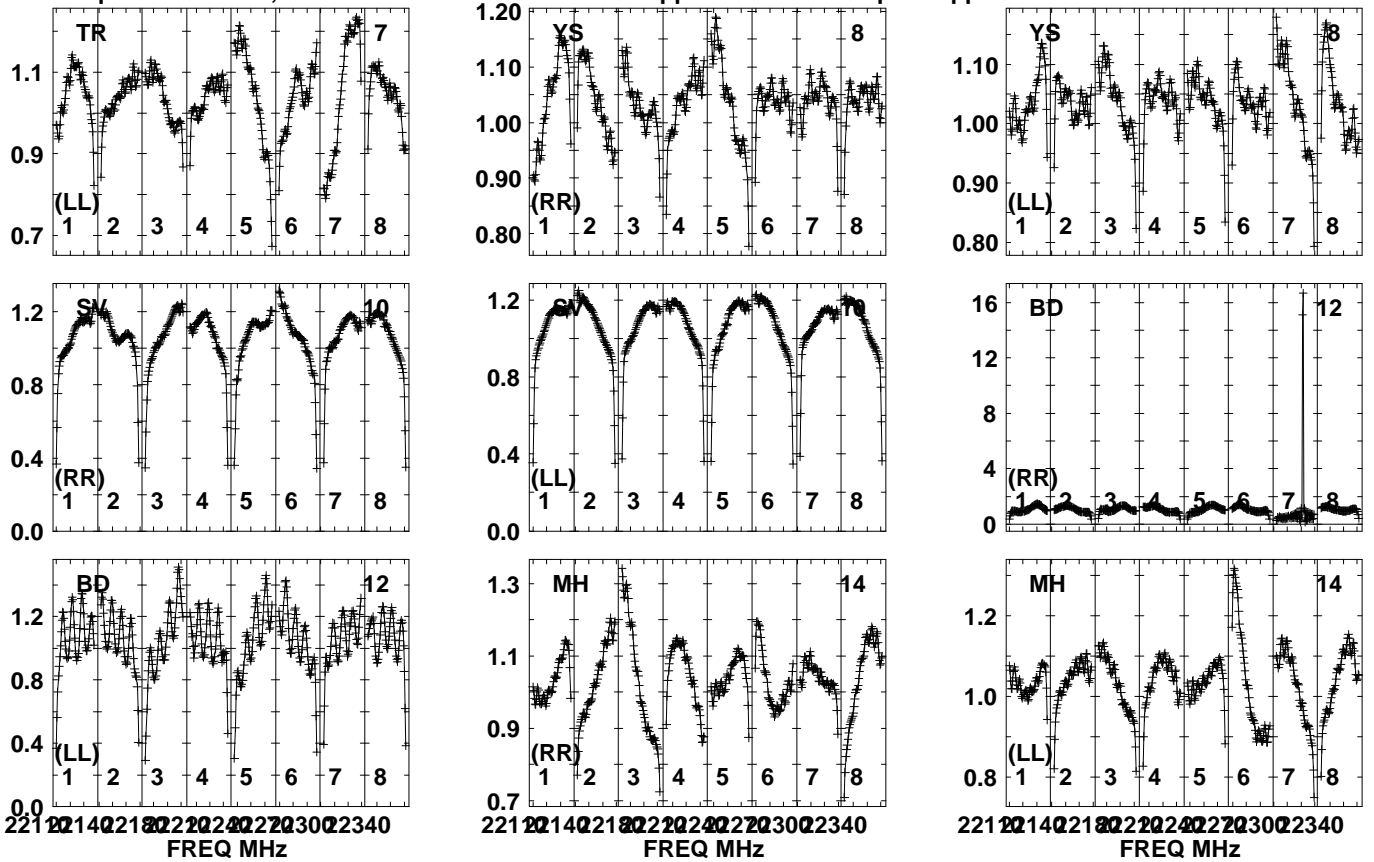 TR 7
1.1
0.9
0.7
(LL)
1 2 3 4 5 6 7 8
YS 8
1.20
1.10
1.00
0.90
0.80
(RR)
1 2 3 4 5 6 7 8
YS 8
1.10
1.00
0.90
0.80
(LL)
1 2 3 4 5 6 7 8
SV 10
1.2
0.8
0.4
0.0
(RR)
1 2 3 4 5 6 7 8
SV 10
1.2
0.8
0.4
0.0
(LL)
1 2 3 4 5 6 7 8
BD 12
16
12
8
4
0
(RR)
1 2 3 4 5 6 7 8
BD 12
1.2
0.8
0.4
0.0
(LL)
1 2 3 4 5 6 7 8
22340
FREQ MHz
MH 14
1.3
1.1
0.9
0.7
(RR)
1 2 3 4 5 6 7 8
22340
FREQ MHz
MH 14
1.2
1.0
0.8
(LL)
1 2 3 4 5 6 7 8
22340
FREQ MHz